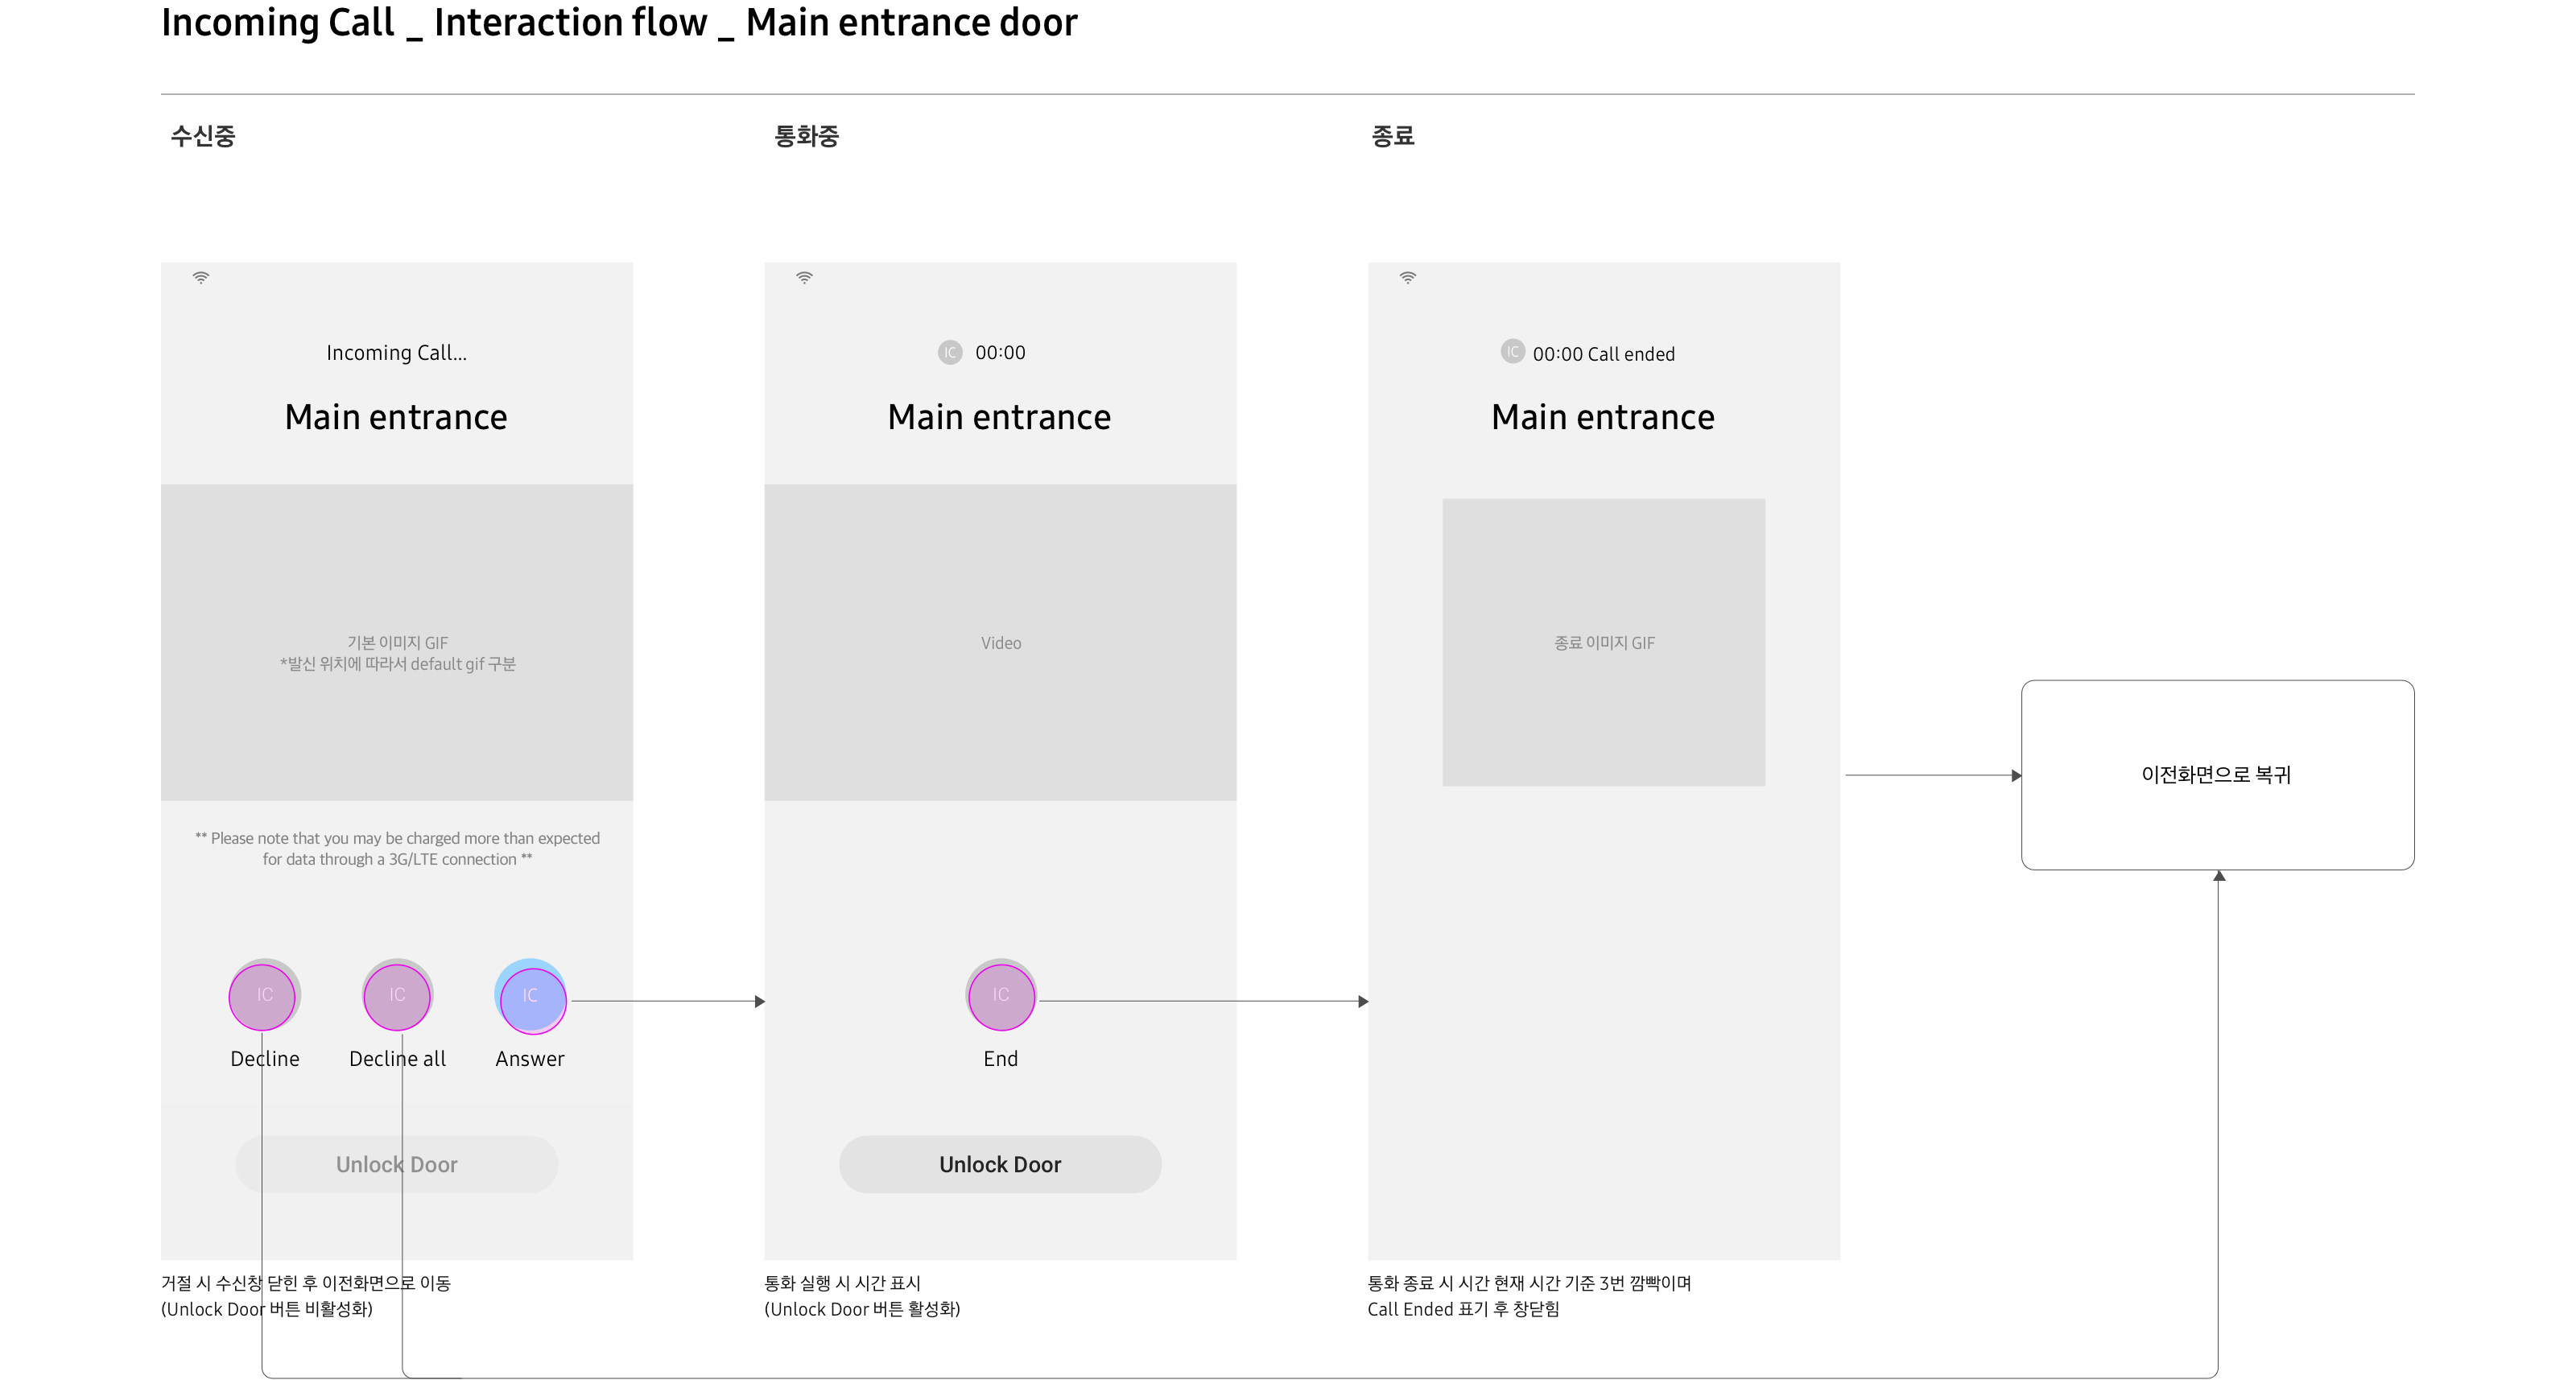 Incoming Call _ Interaction flow _ Main entrance door
수신중
통화중
종료
Incoming Call...
Main entrance
기본 이미지 GIF
*발신 위치에 따라서 default gif 구분
** Please note that you may be charged more than expected
for data through a 3G/LTE connection **
IC
IC
IC
Decline
Decline all
Answer
Unlock Door
거절 시 수신창 닫힌 후 이전화면으로 이동
(Unlock Door 버튼 비활성화)
IC 00:00
Main entrance
Video
IC
End
Unlock Door
통화 실행 시 시간 표시
(Unlock Door 버튼 활성화)
IC 00:00 Call ended
Main entrance
종료 이미지 GIF
통화 종료 시 시간 현재 시간 기준 3번 깜빡이며
Call Ended 표기 후 창닫힘
이전화면으로 복귀